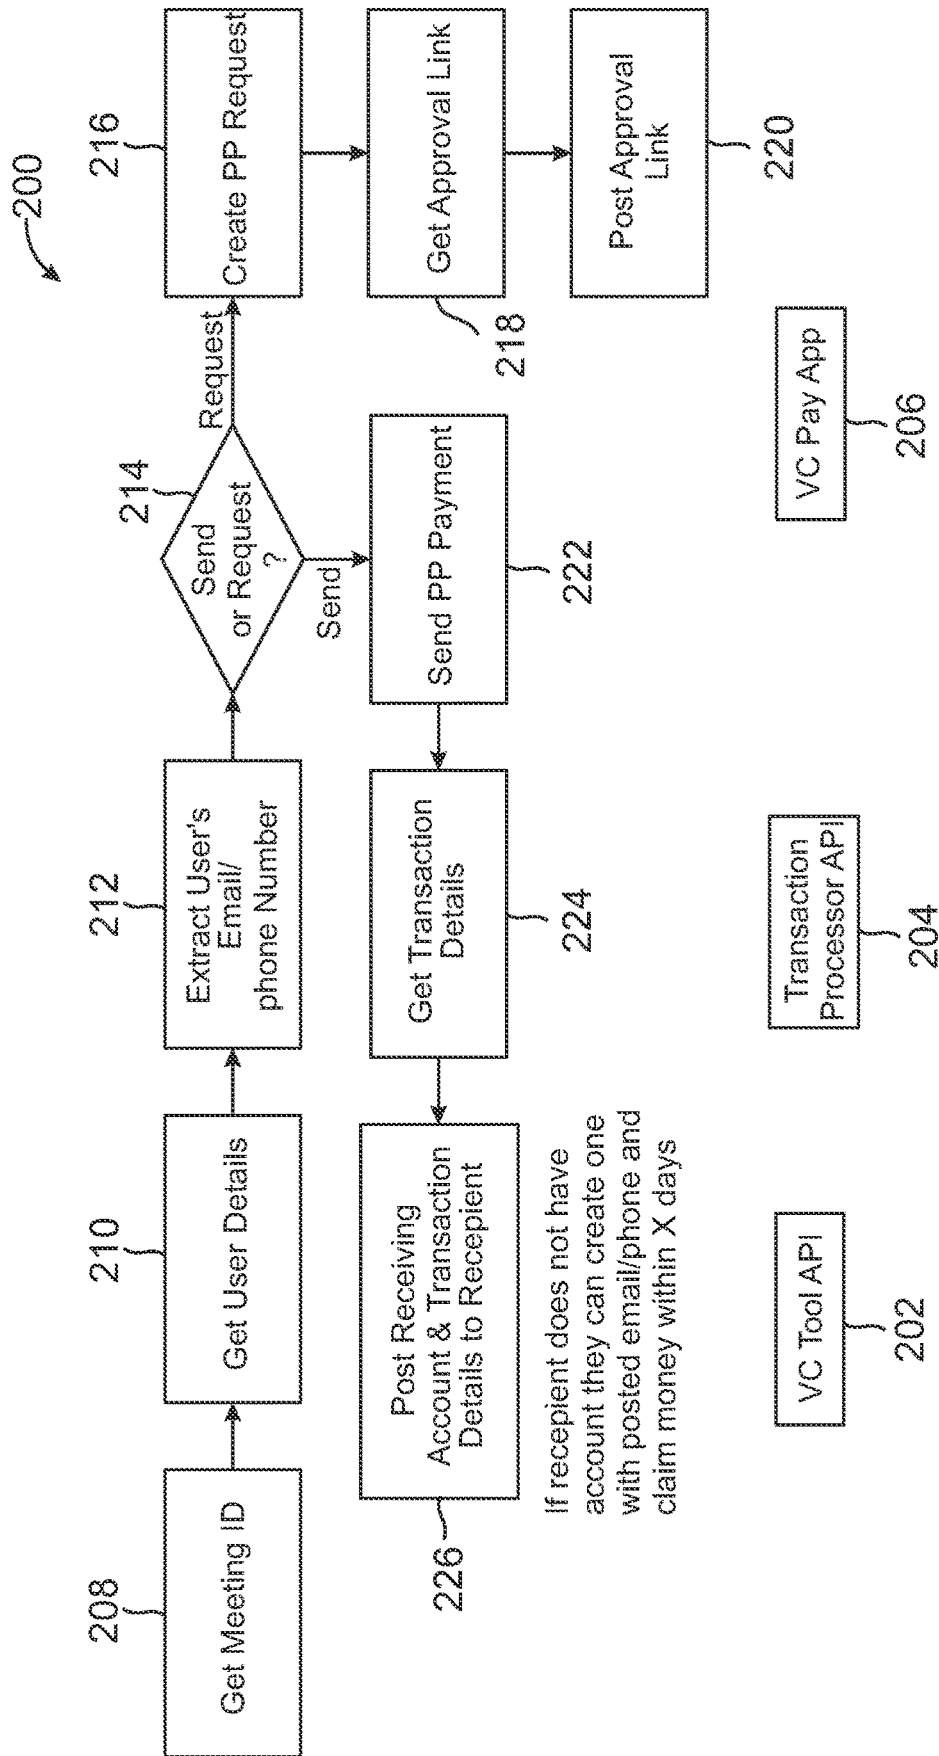 200
208
Get Meeting ID
210
Get User Details
212
Extract User's
Email/
phone Number
214
Send
or Request
?
Request
Send
216
Create PP Request
218
Get Approval Link
220
Post Approval
Link
222
Send PP Payment
224
Get Transaction
Details
226
Post Receiving
Account & Transaction
Details to Recepient
If recepient does not have
account they can create one
with posted email/phone and
claim money within X days
VC Tool API
202
Transaction
Processor API
204
VC Pay App
206